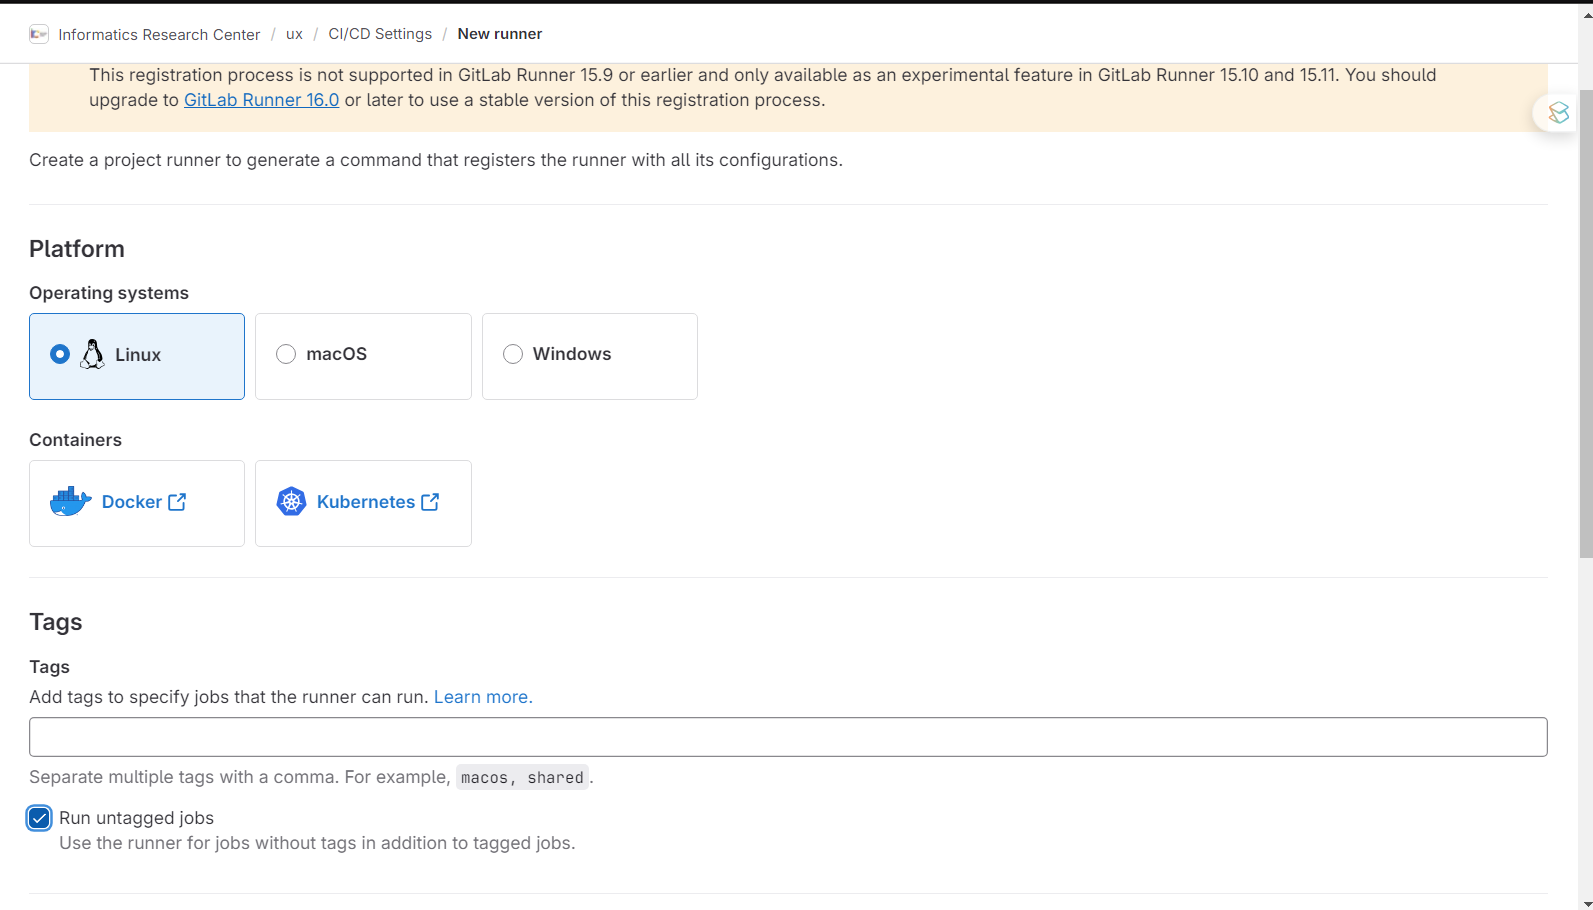 Informatics Research Center / ux / CI/CD Settings / New runner
This registration process is not supported in GitLab Runner 15.9 or earlier and only available as an experimental feature in GitLab Runner 15.10 and 15.11. You should
upgrade to GitLab Runner 16.0 or later to use a stable version of this registration process.
Create a project runner to generate a command that registers the runner with all its configurations.
Platform
Operating systems
Linux
macOS
Windows
Containers
Docker
Kubernetes
Tags
Tags
Add tags to specify jobs that the runner can run. Learn more.
Separate multiple tags with a comma. For example, macos, shared.
Run untagged jobs
Use the runner for jobs without tags in addition to tagged jobs.